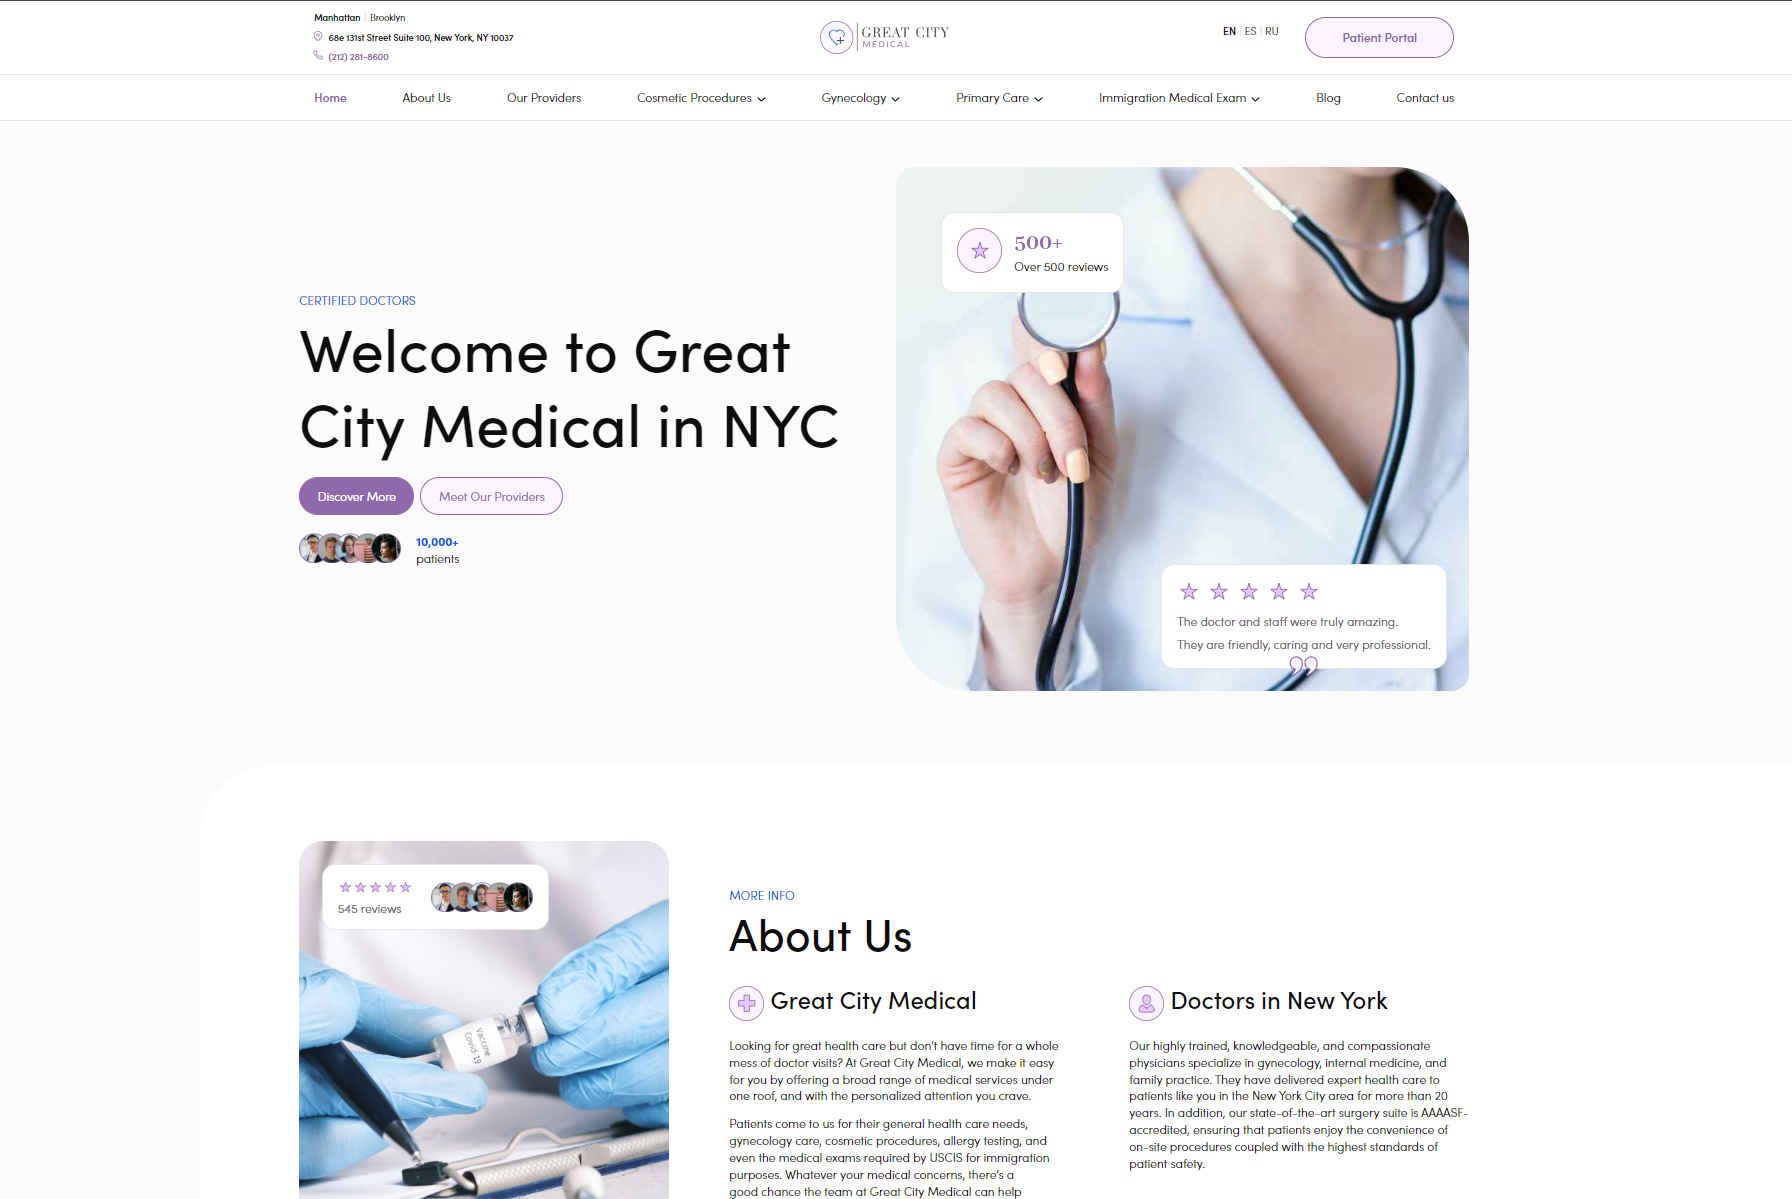 Manhattan | Brooklyn
68e 131st Street Suite 100, New York, NY 10037
(212) 281-8600
GREAT CITY
MEDICAL
EN | ES | RU
Patient Portal
Home
About Us
Our Providers
Cosmetic Procedures
Gynecology
Primary Care
Immigration Medical Exam
Blog
Contact us
CERTIFIED DOCTORS
Welcome to Great
City Medical in NYC
Discover More
Meet Our Providers
10,000+
patients
500+
Over 500 reviews
The doctor and staff were truly amazing.
They are friendly, caring and very professional.
545 reviews
Vaccine
Covid-19
MORE INFO
About Us
Great City Medical
Looking for great health care but don't have time for a whole
mess of doctor visits? At Great City Medical, we make it easy
for you by offering a broad range of medical services under
one roof, and with the personalized attention you crave.
Patients come to us for their general health care needs,
gynecology care, cosmetic procedures, allergy testing, and
even the medical exams required by USCIS for immigration
purposes. Whatever your medical concerns, there's a
good chance the team at Great City Medical can help
Doctors in New York
Our highly trained, knowledgeable, and compassionate
physicians specialize in gynecology, internal medicine, and
family practice. They have delivered expert health care to
patients like you in the New York City area for more than 20
years. In addition, our state-of-the-art surgery suite is AAAASF-
accredited, ensuring that patients enjoy the convenience of
on-site procedures coupled with the highest standards of
patient safety.